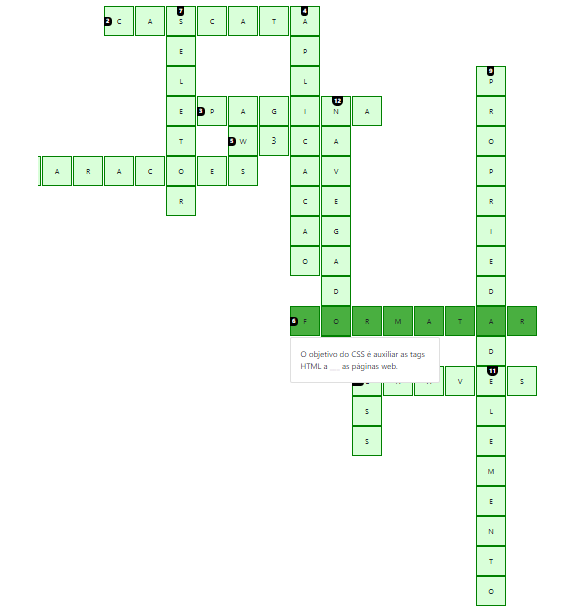 2 C A 7 S C A T 4 A
E P
L L 9 P
E 3 P A G I 12 N A R
T 5 W 3 C A O
A R A C O E S A V P
R C E R
A G I
O A E
D D
6 F O R M A T A R
D
O objetivo do CSS é auxiliar as tags
HTML a __ as páginas web.
V 11 E S
S L
S E
M
E
N
T
O